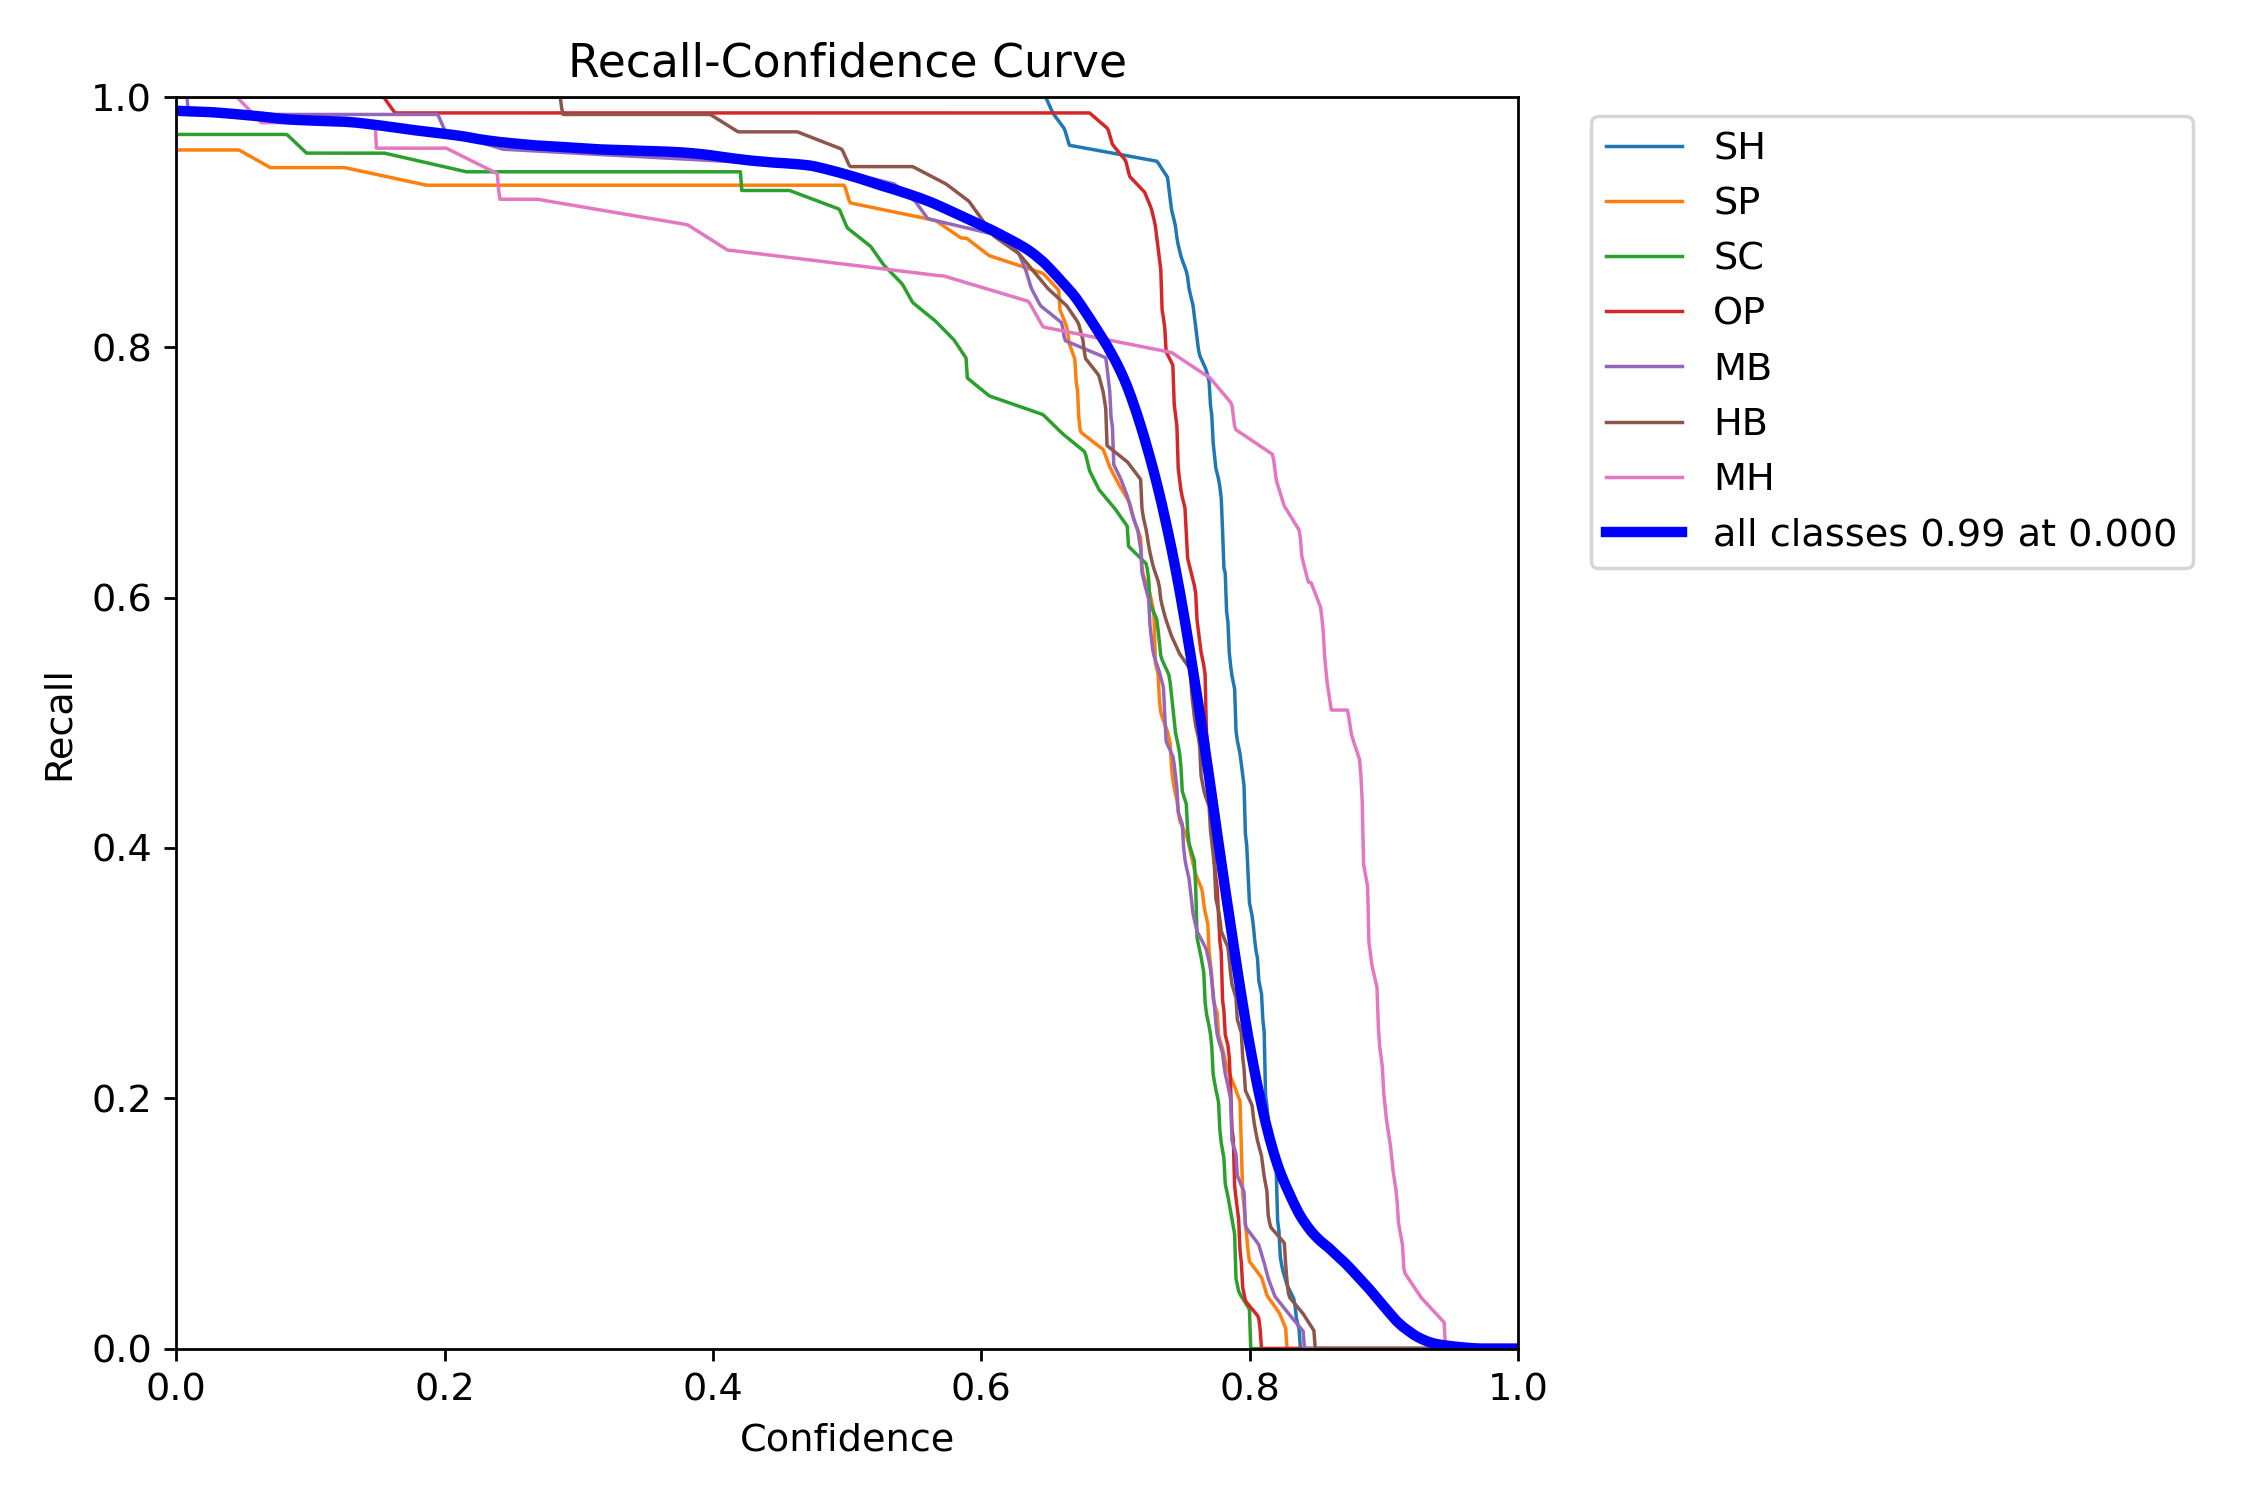 Recall-Confidence Curve
1.0
0.8
0.6
0.4
0.2
0.0
Recall
0.0 0.2 0.4 0.6 0.8 1.0
Confidence
SH
SP
SC
OP
MB
HB
MH
all classes 0.99 at 0.000